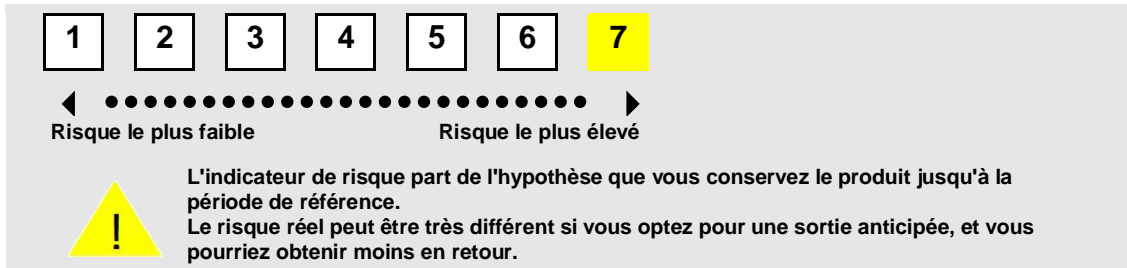 1 2 3 4 5 6 7
Risque le plus faible Risque le plus élevé
L'indicateur de risque part de l'hypothèse que vous conservez le produit jusqu'à la
période de référence.
Le risque réel peut être très différent si vous optez pour une sortie anticipée, et vous
pourriez obtenir moins en retour.
!